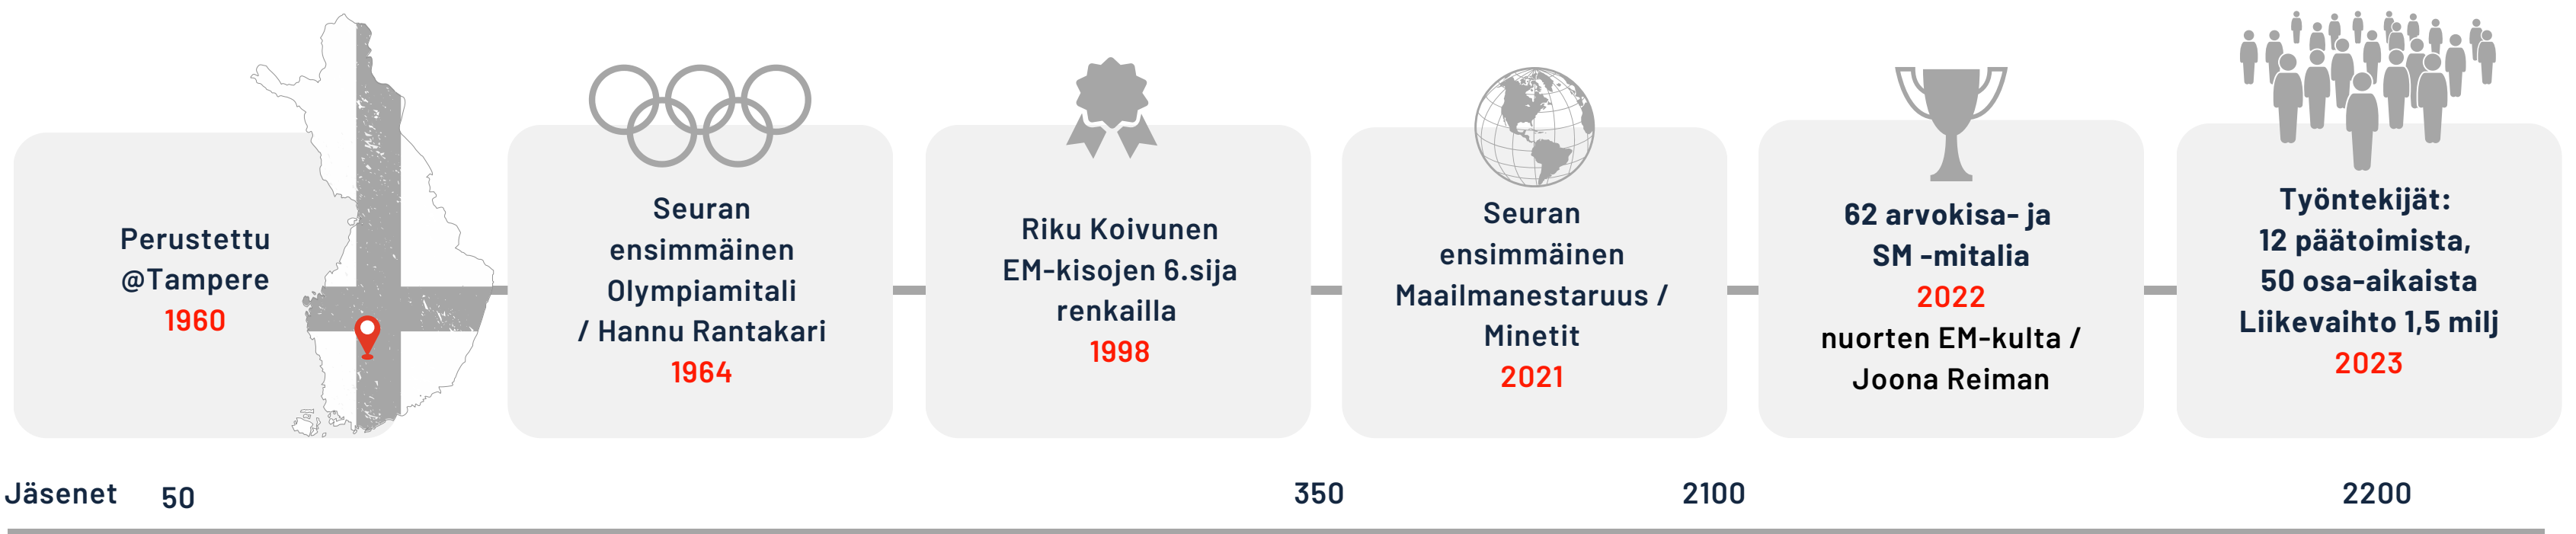 Perustettu
@Tampere
1960
Seuran
ensimmäinen
Olympiamitali
/ Hannu Rantakari
1964
Riku Koivunen
EM-kisojen 6.sija
renkailla
1998
Seuran
ensimmäinen
Maailmanestaruus /
Minetit
2021
62 arvokisa- ja
SM -mitalia
2022
nuorten EM-kulta /
Joona Reiman
Työntekijät:
12 päätoimista,
50 osa-aikaista
Liikevaihto 1,5 milj
2023
Jäsenet 50 350 2100 2200